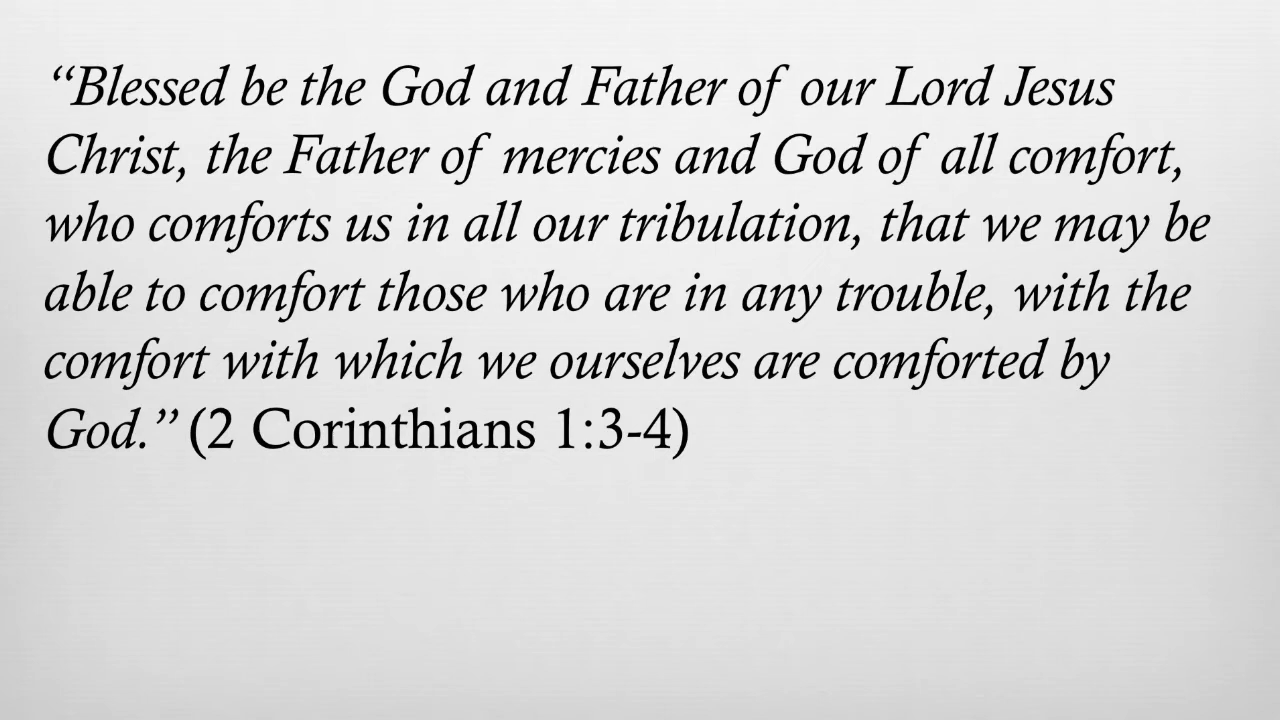 “Blessed be the God and Father of our Lord Jesus
Christ, the Father of mercies and God of all comfort,
who comforts us in all our tribulation, that we may be
able to comfort those who are in any trouble, with the
comfort with which we ourselves are comforted by
God.” (2 Corinthians 1:3-4)